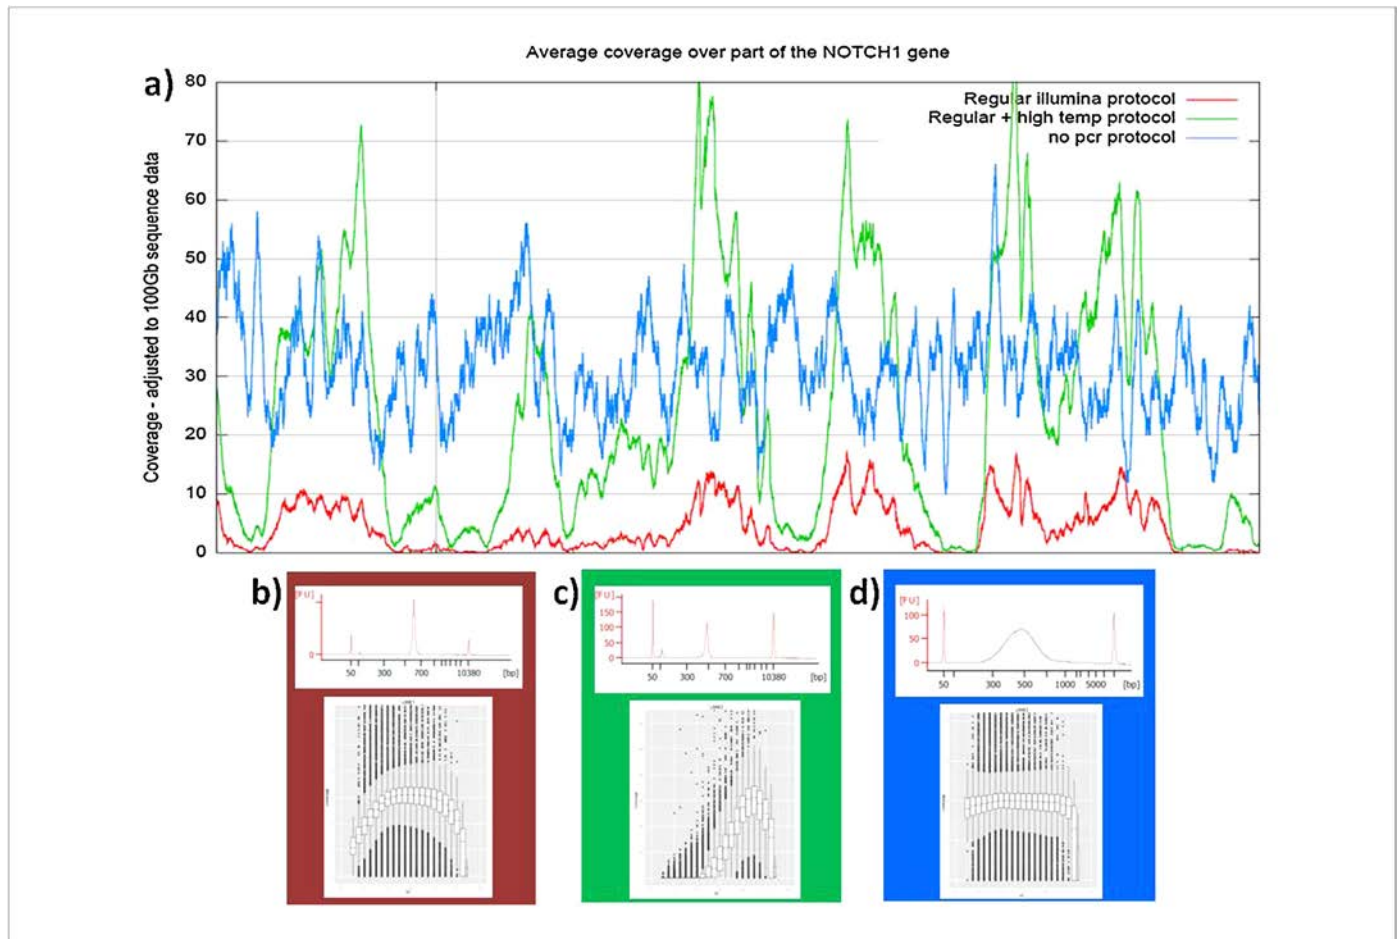 Average coverage over part of the NOTCH1 gene
a)
Coverage - adjusted to 100Gb sequence data
80
70
60
50
40
30
20
10
0
Regular illumina protocol
Regular + high temp protocol
no pcr protocol
b)
[FU]
0
50 300 700 10380 [bp]
c)
[FU]
150
100
50
0
50 300 700 10380 [bp]
d)
[FU]
100
50
0
50 300 500 1000 5000 [bp]